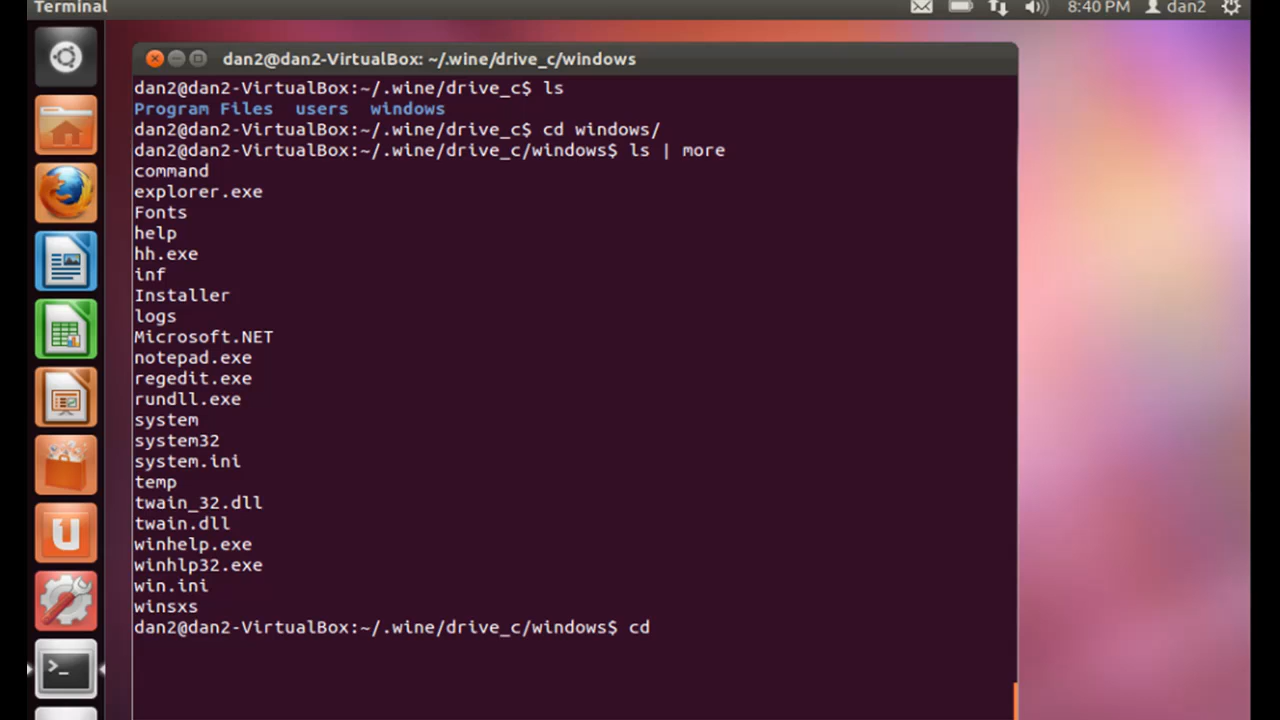 Terminal
8:40 PM
dan2
dan2@dan2-VirtualBox: ~/.wine/drive_c/windows
dan2@dan2-VirtualBox:~/.wine/drive_c$ ls
Program Files  users  windows
dan2@dan2-VirtualBox:~/.wine/drive_c$ cd windows/
dan2@dan2-VirtualBox:~/.wine/drive_c/windows$ ls | more
command
explorer.exe
Fonts
help
hh.exe
inf
Installer
logs
Microsoft.NET
notepad.exe
regedit.exe
rundll.exe
system
system32
system.ini
temp
twain_32.dll
twain.dll
winhelp.exe
winhlp32.exe
win.ini
winsxs
dan2@dan2-VirtualBox:~/.wine/drive_c/windows$ cd